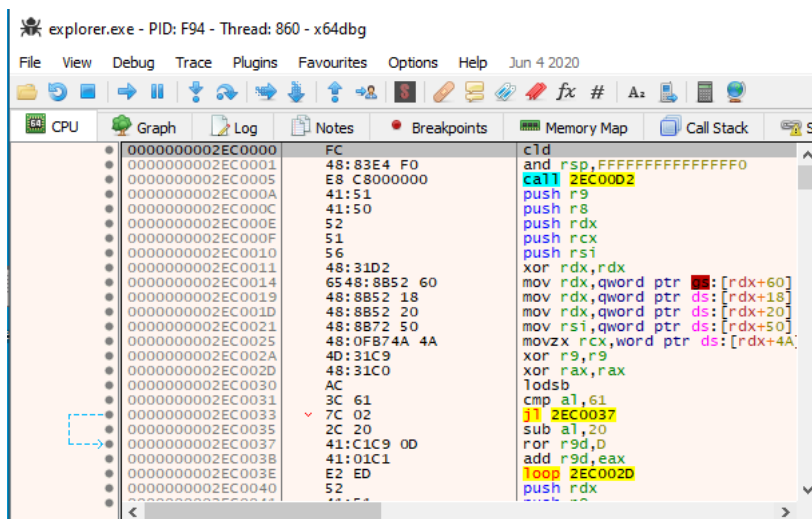 explorer.exe - PID: F94 - Thread: 860 - x64dbg
File View Debug Trace Plugins Favourites Options Help Jun 4 2020
CPU Graph Log Notes Breakpoints Memory Map Call Stack
0000000002EC0000 FC cld
0000000002EC0001 48:83E4 F0 and rsp,FFFFFFFFFFFFFFF0
0000000002EC0005 E8 C8000000 call 2EC00D2
0000000002EC000A 41:51 push r9
0000000002EC000C 41:50 push r8
0000000002EC000E 52 push rdx
0000000002EC000F 51 push rcx
0000000002EC0010 56 push rsi
0000000002EC0011 48:31D2 xor rdx,rdx
0000000002EC0014 6548:8B52 60 mov rdx,qword ptr gs:[rdx+60]
0000000002EC0019 48:8B52 18 mov rdx,qword ptr ds:[rdx+18]
0000000002EC001D 48:8B52 20 mov rdx,qword ptr ds:[rdx+20]
0000000002EC0021 48:8B72 50 mov rsi,qword ptr ds:[rdx+50]
0000000002EC0025 48:0FB74A 4A movzx rcx,word ptr ds:[rdx+4A]
0000000002EC002A 4D:31C9 xor r9,r9
0000000002EC002D 48:31C0 xor rax,rax
0000000002EC0030 AC lodsb
0000000002EC0031 3C 61 cmp al,61
0000000002EC0033 7C 02 jl 2EC0037
0000000002EC0035 2C 20 sub al,20
0000000002EC0037 41:C1C9 0D ror r9d,D
0000000002EC003B 41:01C1 add r9d,eax
0000000002EC003E E2 ED loop 2EC002D
0000000002EC0040 52 push rdx